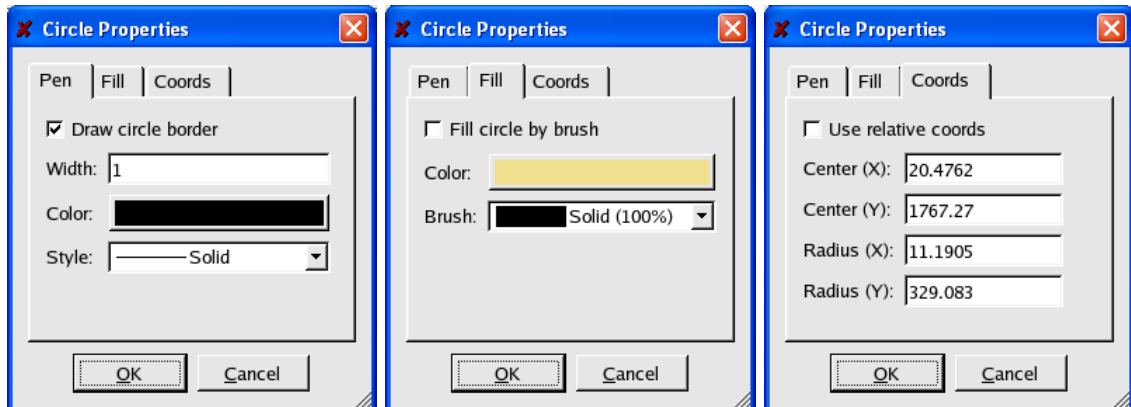 Circle Properties
Pen Fill Coords
Draw circle border
Width: 1
Color:
Style: Solid
OK Cancel
Circle Properties
Pen Fill Coords
Fill circle by brush
Color:
Brush: Solid (100%)
OK Cancel
Circle Properties
Pen Fill Coords
Use relative coords
Center (X): 20.4762
Center (Y): 1767.27
Radius (X): 11.1905
Radius (Y): 329.083
OK Cancel